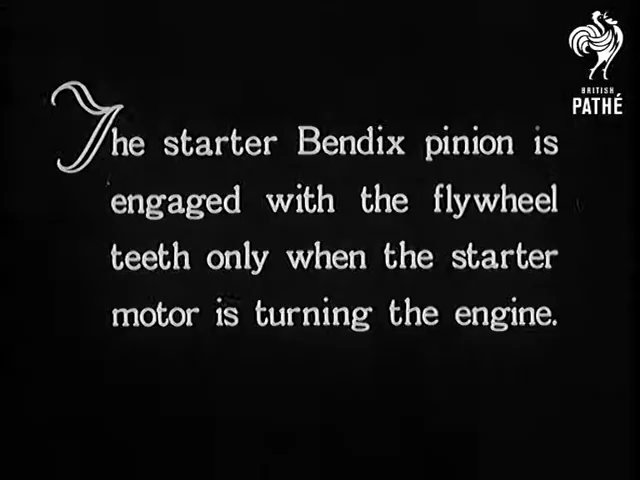 BRITISH
PATHÉ
The starter Bendix pinion is
engaged with the flywheel
teeth only when the starter
motor is turning the engine.